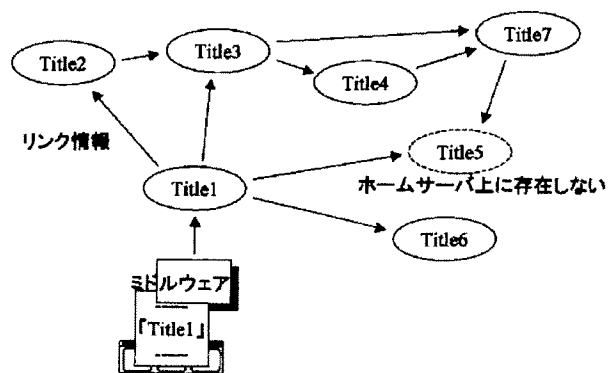 Title7
Title3
Title2
Title4
リンク情報
Title5
Title1
ホームサーバ上に存在しない
Title6
ミドルウェア
『Title1』